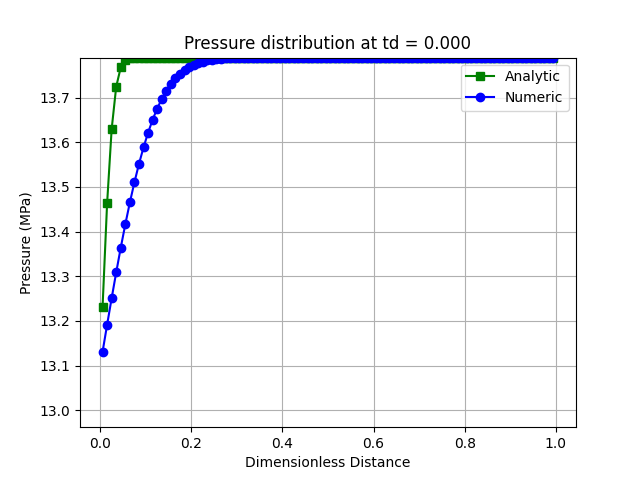 Pressure distribution at td = 0.000
Analytic
Numeric
Pressure (MPa)
13.7
13.6
13.5
13.4
13.3
13.2
13.1
13.0
0.0 0.2 0.4 0.6 0.8 1.0
Dimensionless Distance